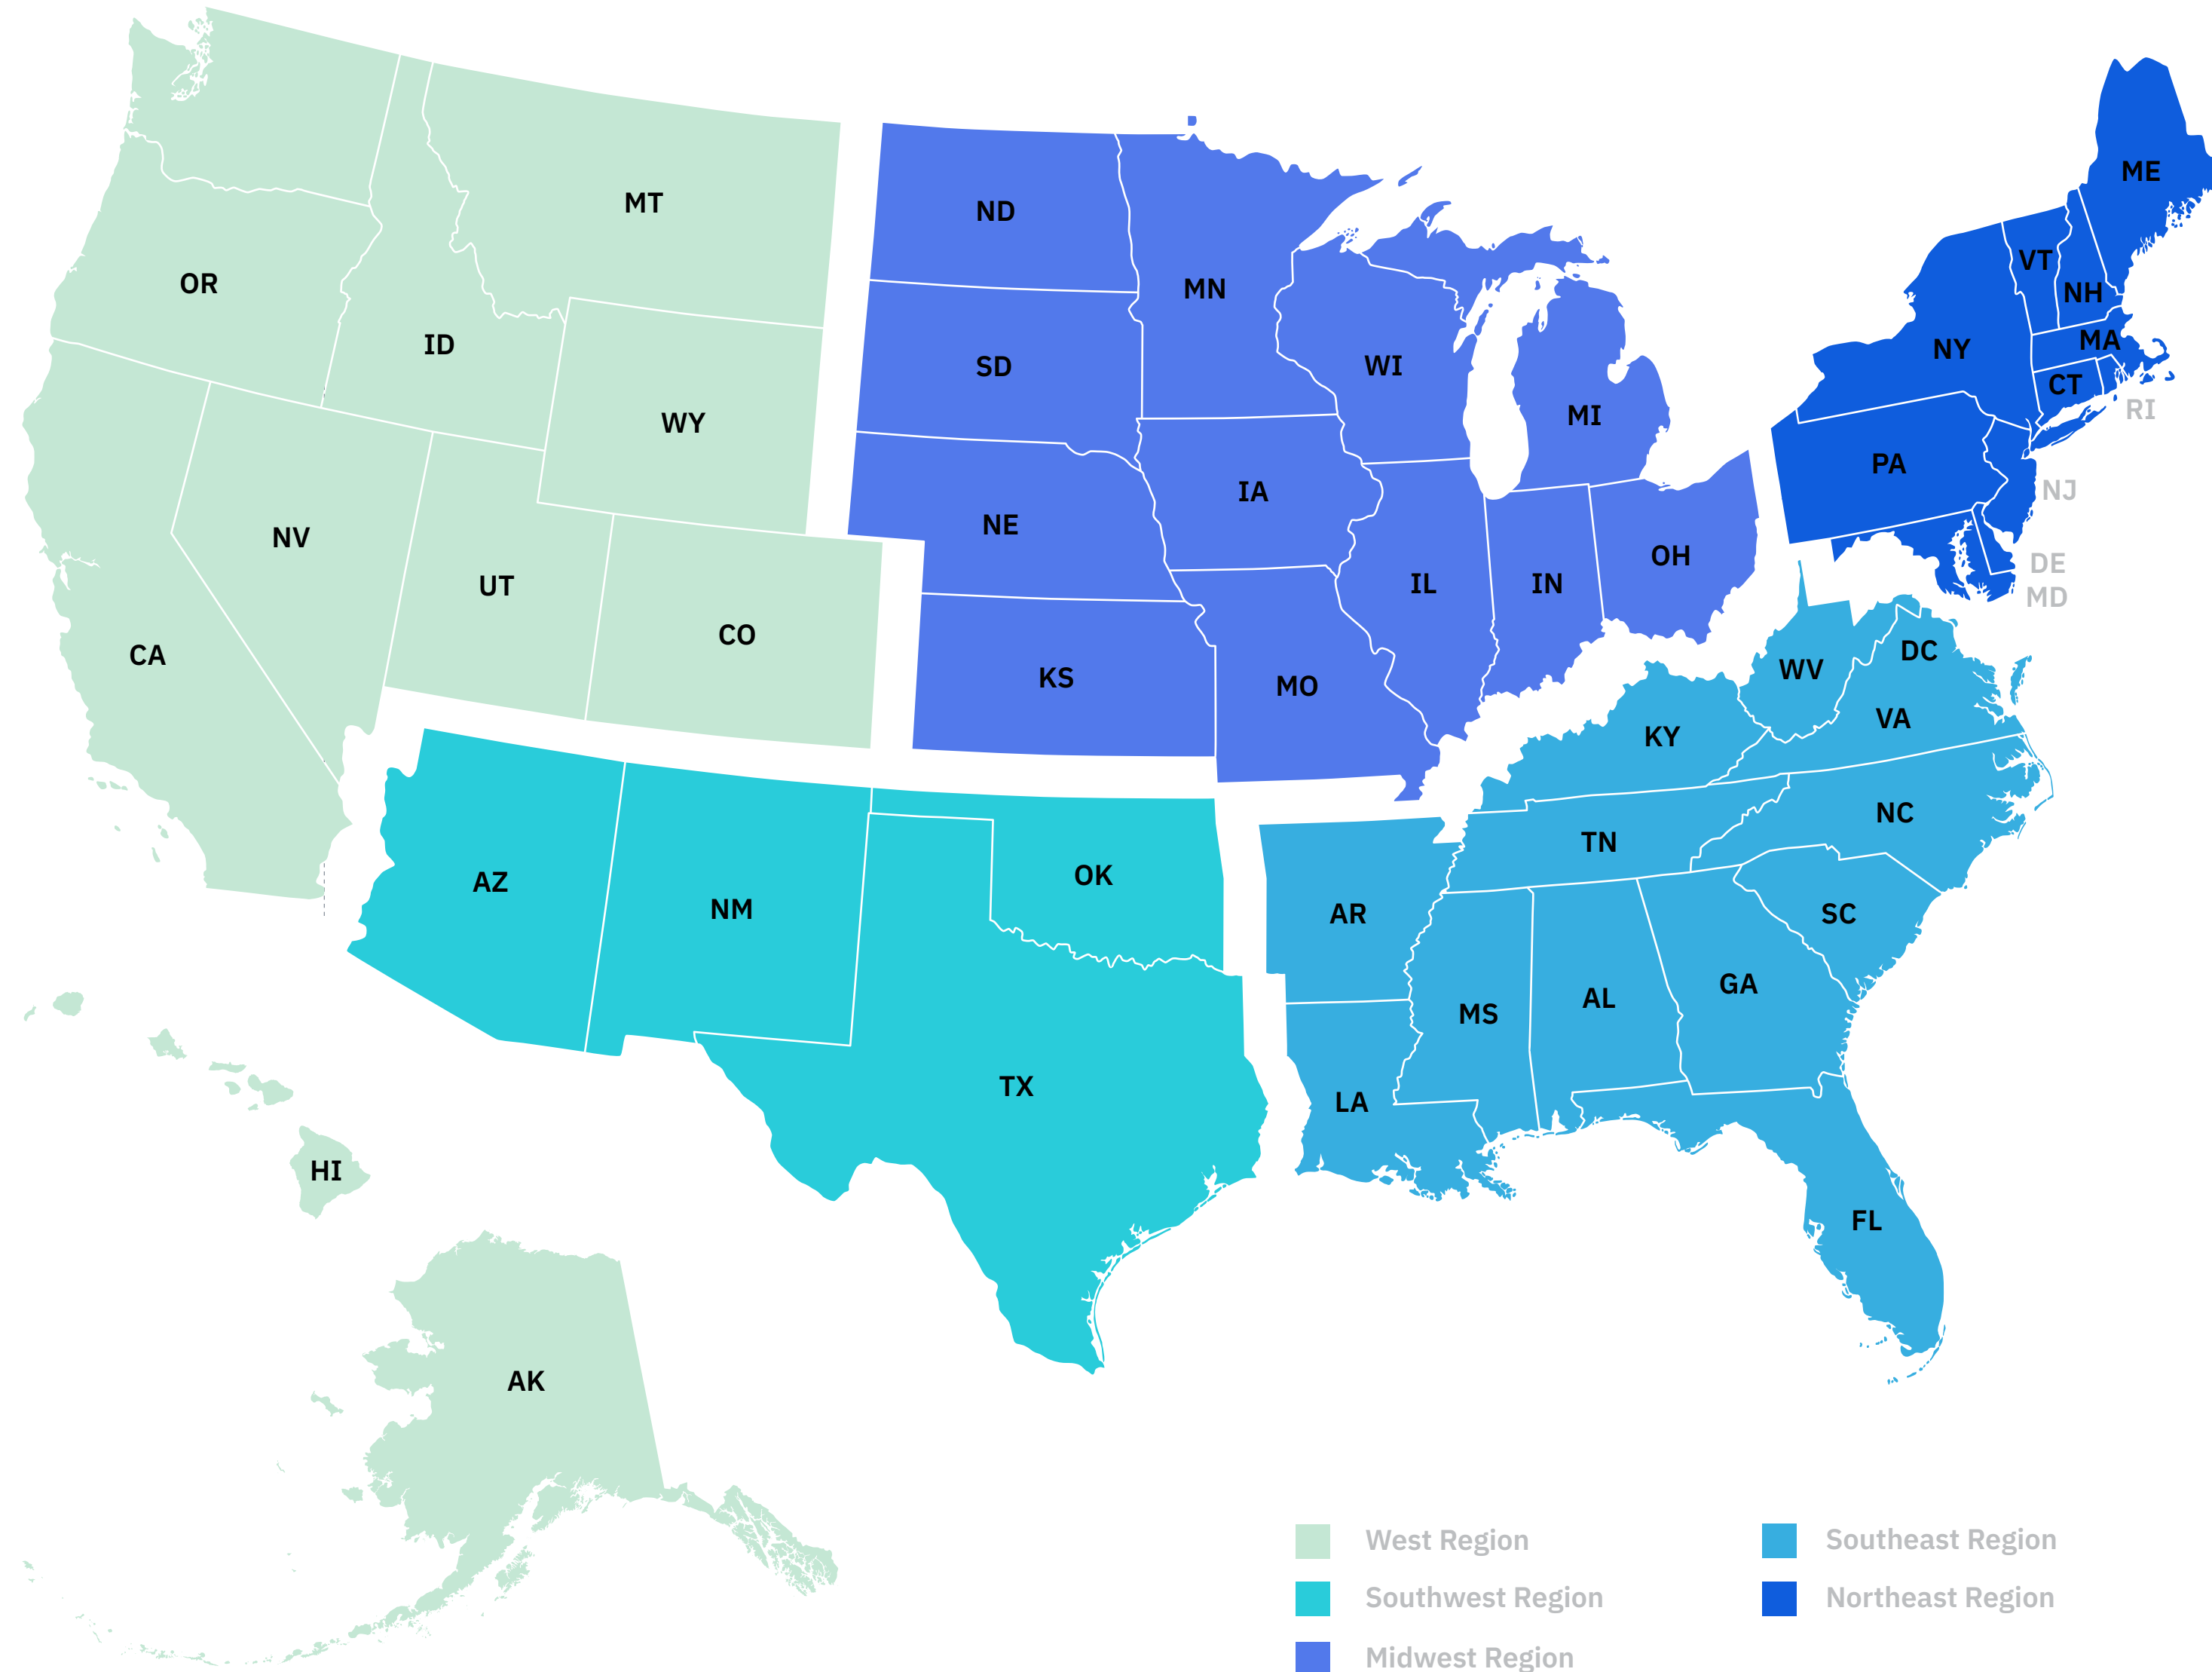 ME
MT
ND
VT
OR
MN
NH
MA
ID
NY
WI
SD
CT
RI
MI
WY
PA
NJ
IA
NE
NV
OH
DE
UT
IL
IN
MD
CO
DC
CA
WV
KS
MO
VA
KY
NC
TN
OK
AZ
NM
AR
SC
GA
AL
MS
TX
LA
HI
FL
AK
West Region
Southeast Region
Southwest Region
Northeast Region
Midwest Region